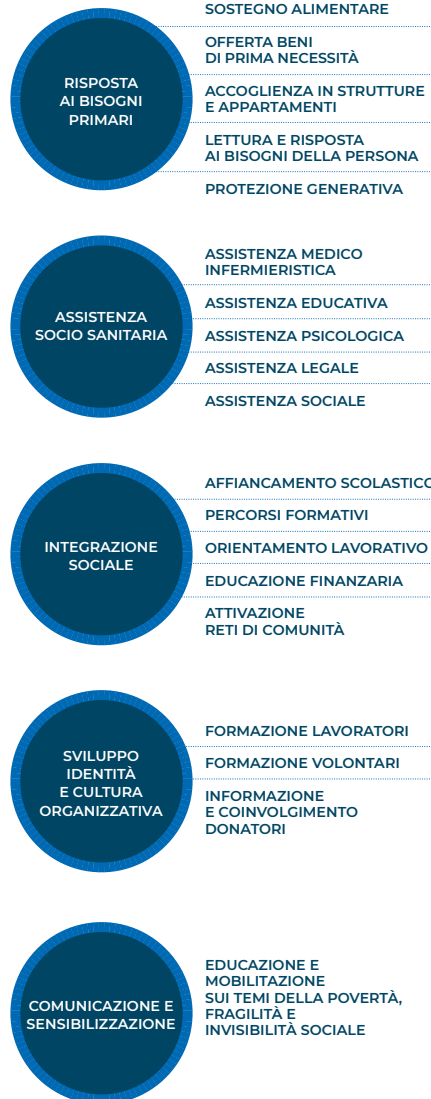 RISPOSTA
AI BISOGNI
PRIMARI
SOSTEGNO ALIMENTARE
OFFERTA BENI
DI PRIMA NECESSITÀ
ACCOGLIENZA IN STRUTTURE
E APPARTAMENTI
LETTURA E RISPOSTA
AI BISOGNI DELLA PERSONA
PROTEZIONE GENERATIVA
ASSISTENZA
SOCIO SANITARIA
ASSISTENZA MEDICO
INFERMIERISTICA
ASSISTENZA EDUCATIVA
ASSISTENZA PSICOLOGICA
ASSISTENZA LEGALE
ASSISTENZA SOCIALE
INTEGRAZIONE
SOCIALE
AFFIANCAMENTO SCOLASTICO
PERCORSI FORMATIVI
ORIENTAMENTO LAVORATIVO
EDUCAZIONE FINANZARIA
ATTIVAZIONE
RETI DI COMUNITÀ
SVILUPPO
IDENTITÀ
E CULTURA
ORGANIZZATIVA
FORMAZIONE LAVORATORI
FORMAZIONE VOLONTARI
INFORMAZIONE
E COINVOLGIMENTO
DONATORI
COMUNICAZIONE E
SENSIBILIZZAZIONE
EDUCAZIONE E
MOBILITAZIONE
SUI TEMI DELLA POVERTÀ,
FRAGILITÀ E
INVISIBILITÀ SOCIALE